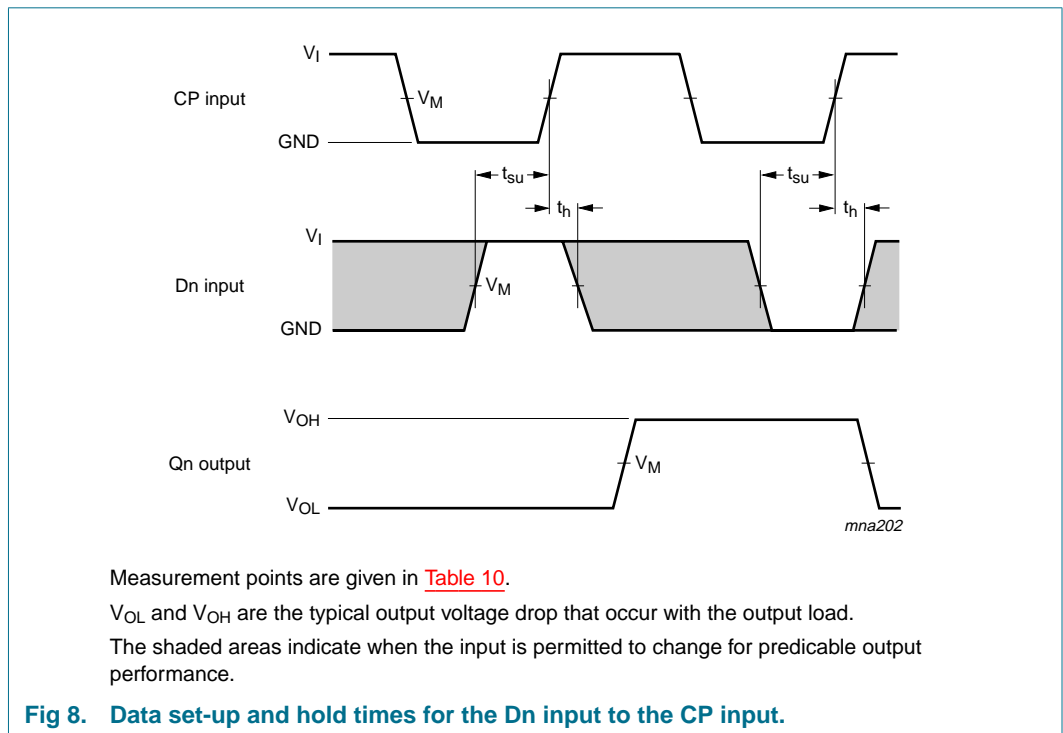 VI
CP input
VM
GND
tsu
tsu
th
th
VI
Dn input
VM
GND
VOH
Qn output
VM
VOL
mna202
Measurement points are given in Table 10.
VOL and VOH are the typical output voltage drop that occur with the output load.
The shaded areas indicate when the input is permitted to change for predicable output
performance.
Fig 8. Data set-up and hold times for the Dn input to the CP input.